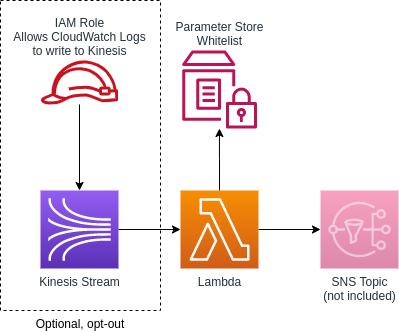 IAM Role
Allows CloudWatch Logs
to write to Kinesis
Parameter Store
Whitelist
Kinesis Stream
Lambda
SNS Topic
(not included)
Optional, opt-out